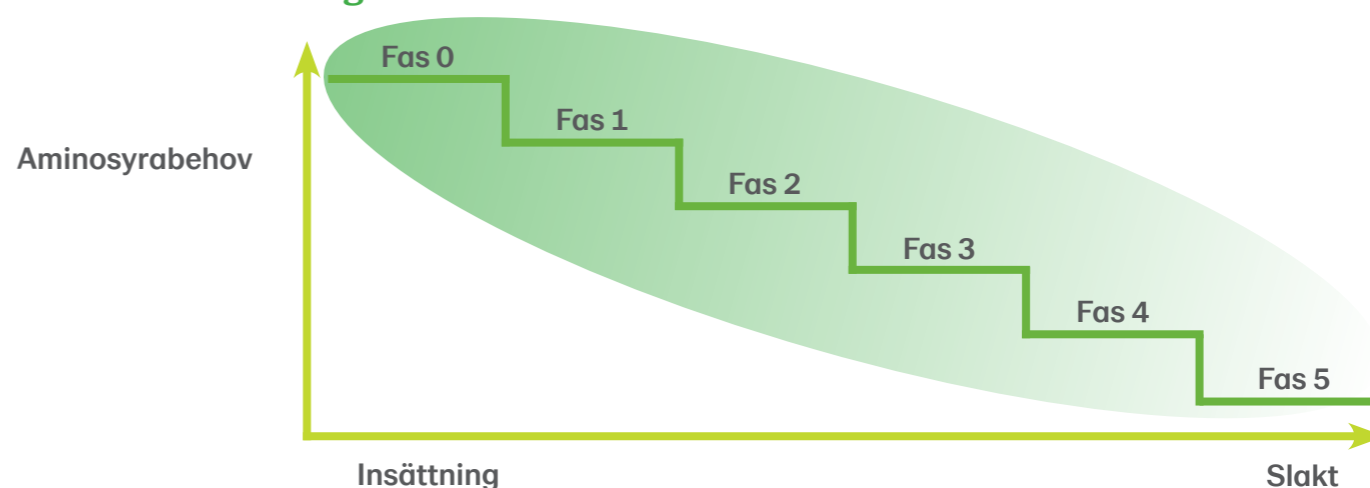 Fas 0
Fas 1
Aminosyrabehov
Fas 2
Fas 3
Fas 4
Fas 5
Insättning
Slakt